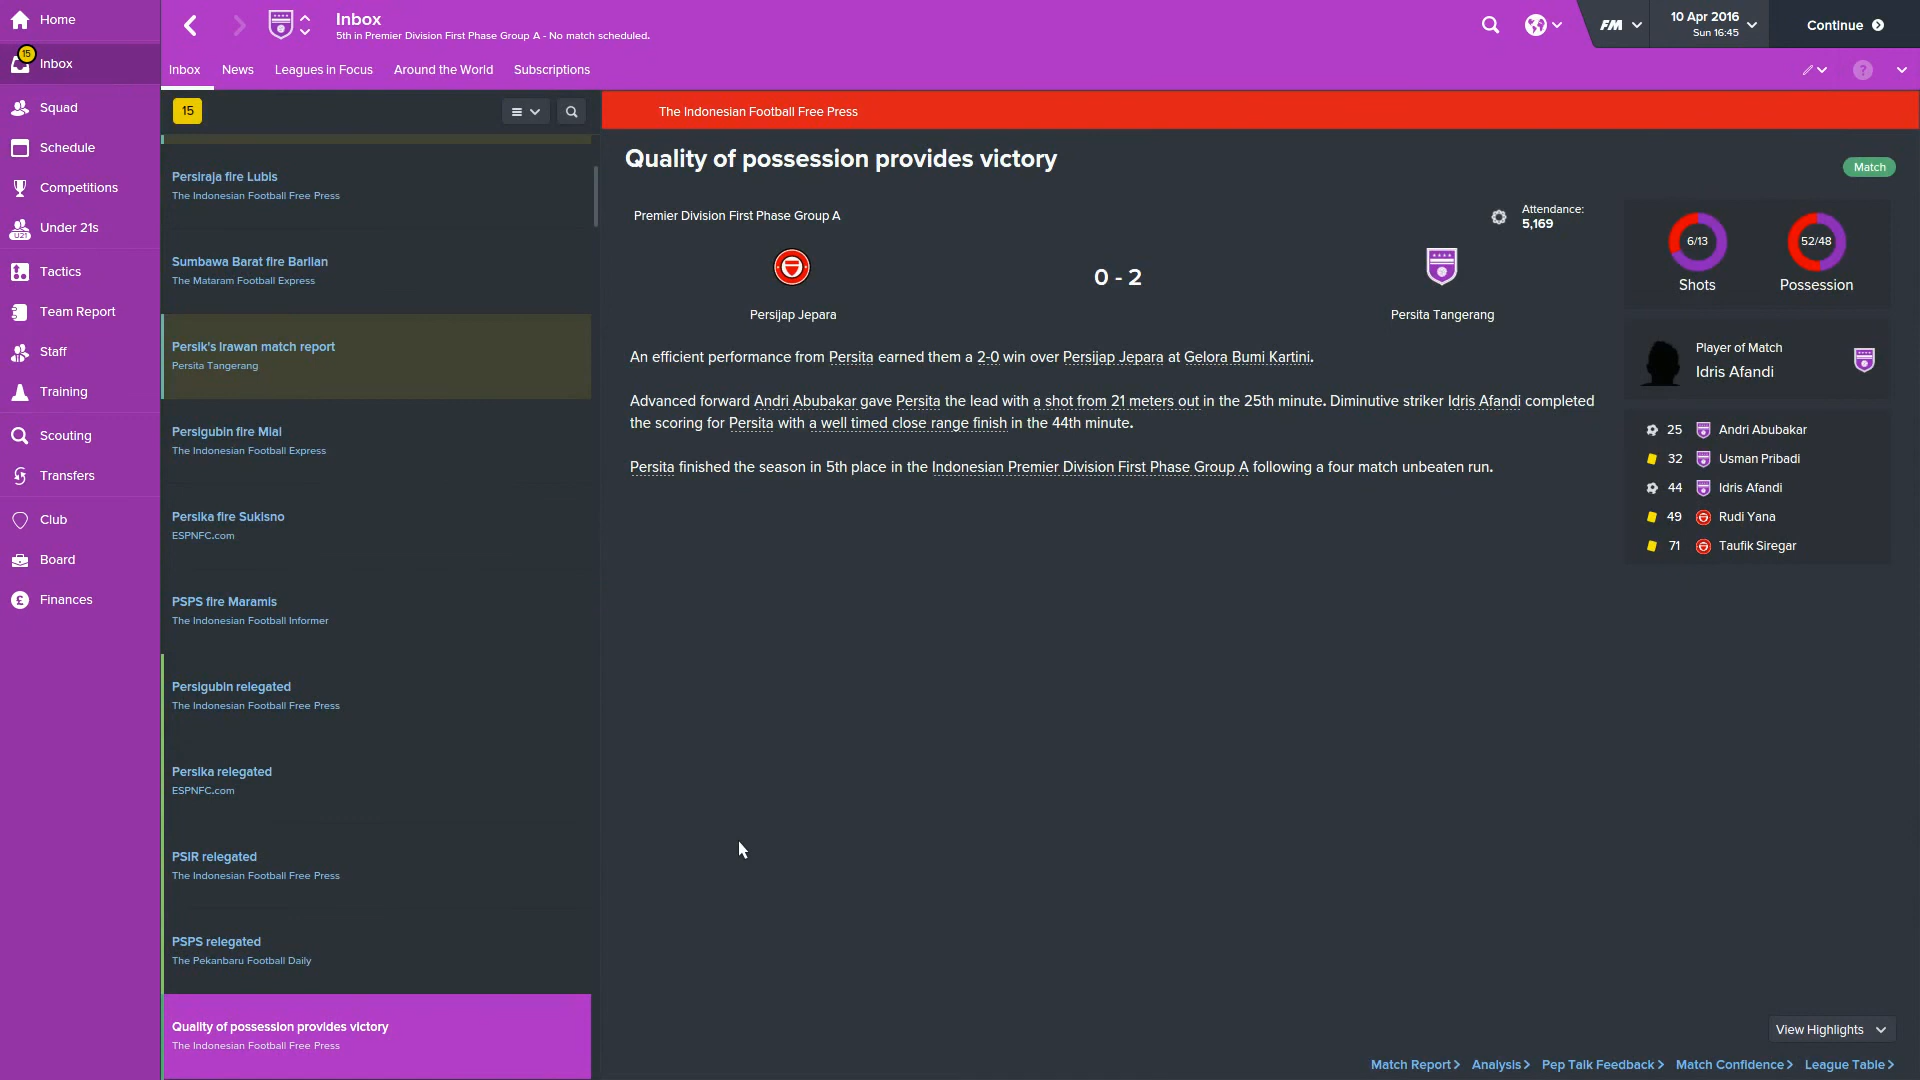 Home
15
Inbox
Squad
Schedule
Competitions
U21
Under 21s
Tactics
Team Report
Staff
Training
Scouting
Transfers
Club
Board
£
Finances
Inbox
5th in Premier Division First Phase Group A - No match scheduled.
FM
10 Apr 2016
Sun 16:45
Continue
Inbox
News
Leagues in Focus
Around the World
Subscriptions
?
15
Persiraja fire Lubis
The Indonesian Football Free Press
Sumbawa Barat fire Barlian
The Mataram Football Express
Persik's Irawan match report
Persita Tangerang
Persigubin fire Mial
The Indonesian Football Express
Persika fire Sukisno
ESPNFC.com
PSPS fire Maramis
The Indonesian Football Informer
Persigubin relegated
The Indonesian Football Free Press
Persika relegated
ESPNFC.com
PSIR relegated
The Indonesian Football Free Press
PSPS relegated
The Pekanbaru Football Daily
Quality of possession provides victory
The Indonesian Football Free Press
The Indonesian Football Free Press
Quality of possession provides victory
Match
Premier Division First Phase Group A
Attendance:
5,169
0 - 2
Persijap Jepara
Persita Tangerang
An efficient performance from Persita earned them a 2-0 win over Persijap Jepara at Gelora Bumi Kartini.
Advanced forward Andri Abubakar gave Persita the lead with a shot from 21 meters out in the 25th minute. Diminutive striker Idris Afandi completed
the scoring for Persita with a well timed close range finish in the 44th minute.
Persita finished the season in 5th place in the Indonesian Premier Division First Phase Group A following a four match unbeaten run.
6/13
Shots
52/48
Possession
Player of Match
Idris Afandi
25 Andri Abubakar
32 Usman Pribadi
44 Idris Afandi
49 Rudi Yana
71 Taufik Siregar
View Highlights
Match Report
Analysis
Pep Talk Feedback
Match Confidence
League Table